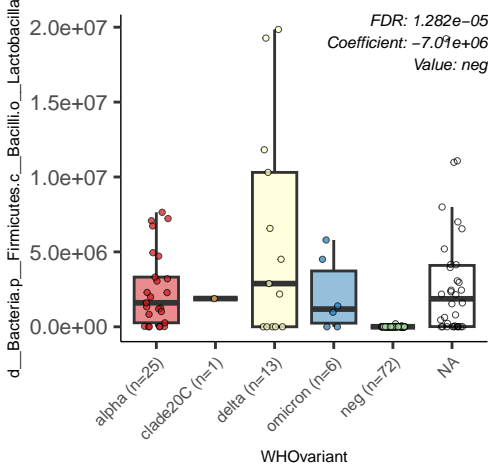 FDR: 1.282e−05
Coefficient: −7.01e+06
Value: neg
d__Bacteria.p__Firmicutes.c__Bacilli.o__Lactobacilla
2.0e+07
1.5e+07
1.0e+07
5.0e+06
0.0e+00
alpha (n=25)
clade20C (n=1)
delta (n=13)
omicron (n=6)
neg (n=72)
NA
WHOvariant